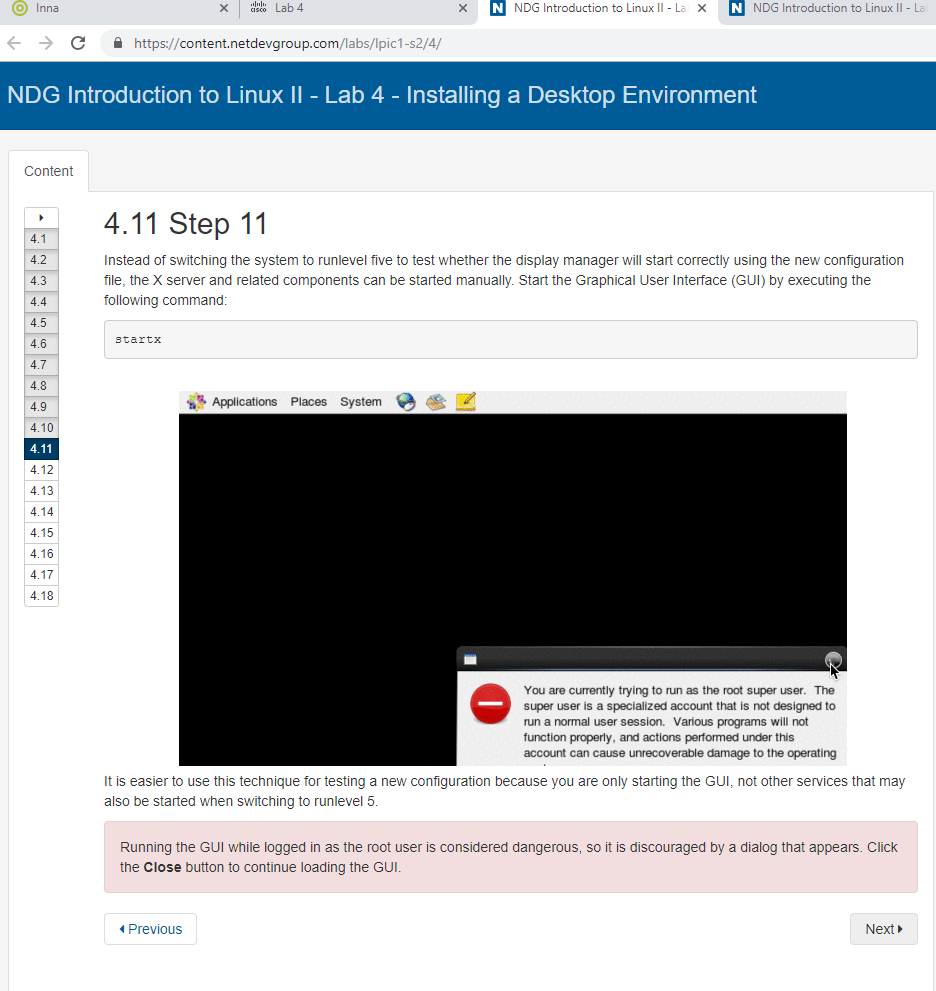 Inna
cisco
Lab 4
N NDG Introduction to Linux II - La
N NDG Introduction to Linux II - La
https://content.netdevgroup.com/labs/lpic1-s2/4/
NDG Introduction to Linux II - Lab 4 - Installing a Desktop Environment
Content
4.1
4.2
4.3
4.4
4.5
4.6
4.7
4.8
4.9
4.10
4.11
4.12
4.13
4.14
4.15
4.16
4.17
4.18
4.11 Step 11
Instead of switching the system to runlevel five to test whether the display manager will start correctly using the new configuration
file, the X server and related components can be started manually. Start the Graphical User Interface (GUI) by executing the
following command:
startx
Applications Places System
You are currently trying to run as the root super user. The
super user is a specialized account that is not designed to
run a normal user session. Various programs will not
function properly, and actions performed under this
account can cause unrecoverable damage to the operating
It is easier to use this technique for testing a new configuration because you are only starting the GUI, not other services that may
also be started when switching to runlevel 5.
Running the GUI while logged in as the root user is considered dangerous, so it is discouraged by a dialog that appears. Click
the Close button to continue loading the GUI.
Previous
Next